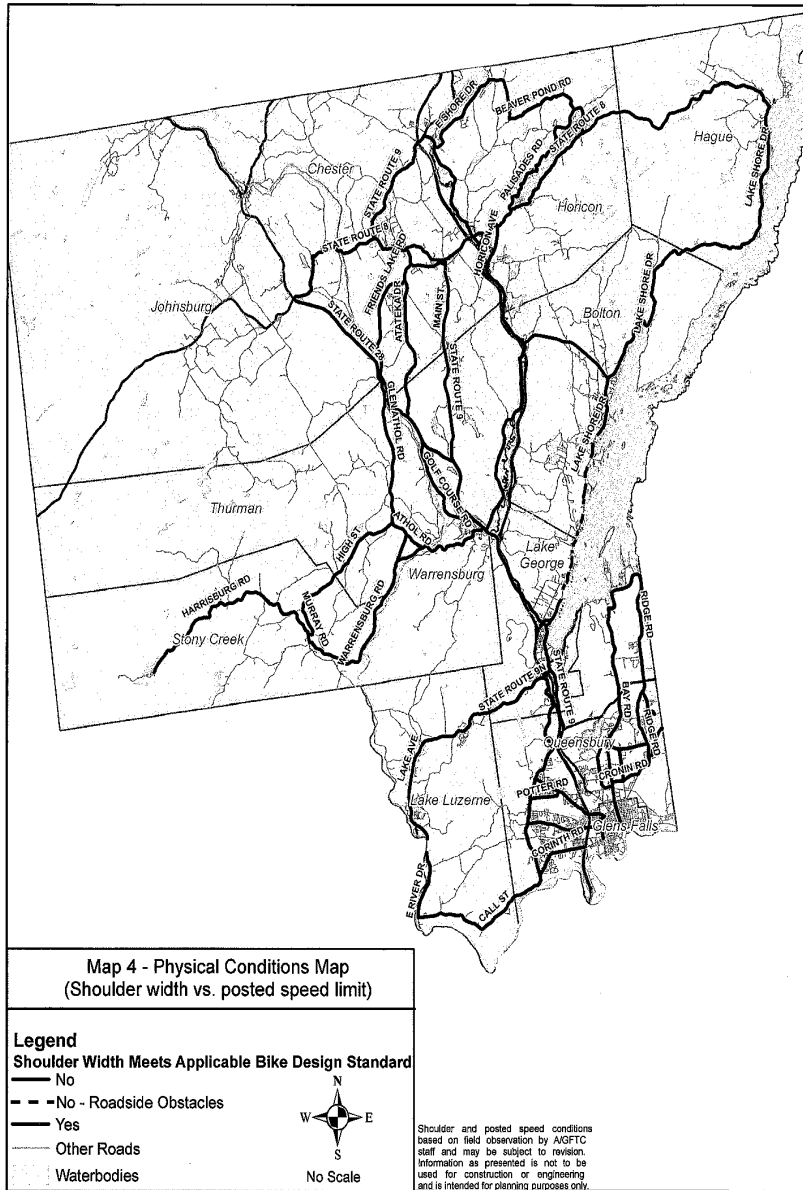 E SHORE DR
BEAVER POND RD
STATE ROUTE 8
PALISADES RD
Hague
LAKE SHORE DR
Chester
STATE ROUTE 9
Horicon
STATE ROUTE 8
HORICON AVE
FRIENDS LAKE RD
ATATEKA DR
MAIN ST
Johnsburg
STATE ROUTE 28
Bolton
LAKE SHORE DR
STATE ROUTE 9
GLEN ATHOL RD
LAKE SHORE DR
GOLF COURSE RD
Thurman
ATHOL RD
HIGH ST
Lake
George
Warrensburg
HARRISBURG RD
MURRAY RD
WARRENSBURG RD
Stony Creek
RIDGE RD
STATE ROUTE 9N
STATE ROUTE 9
BAY RD
RIDGE RD
LAKE AVE
Queensbury
CRONIN RD
POTTER RD
Lake Luzerne
Glens Falls
CORINTH RD
E RIVER DR
CALL ST
Map 4 - Physical Conditions Map
(Shoulder width vs. posted speed limit)
Legend
Shoulder Width Meets Applicable Bike Design Standard
No
No - Roadside Obstacles
Yes
Other Roads
Waterbodies
N
W E
S
No Scale
Shoulder and posted speed conditions
based on field observation by A/GFTC
staff and may be subject to revision.
Information as presented is not to be
used for construction or engineering
and is intended for planning purposes only.